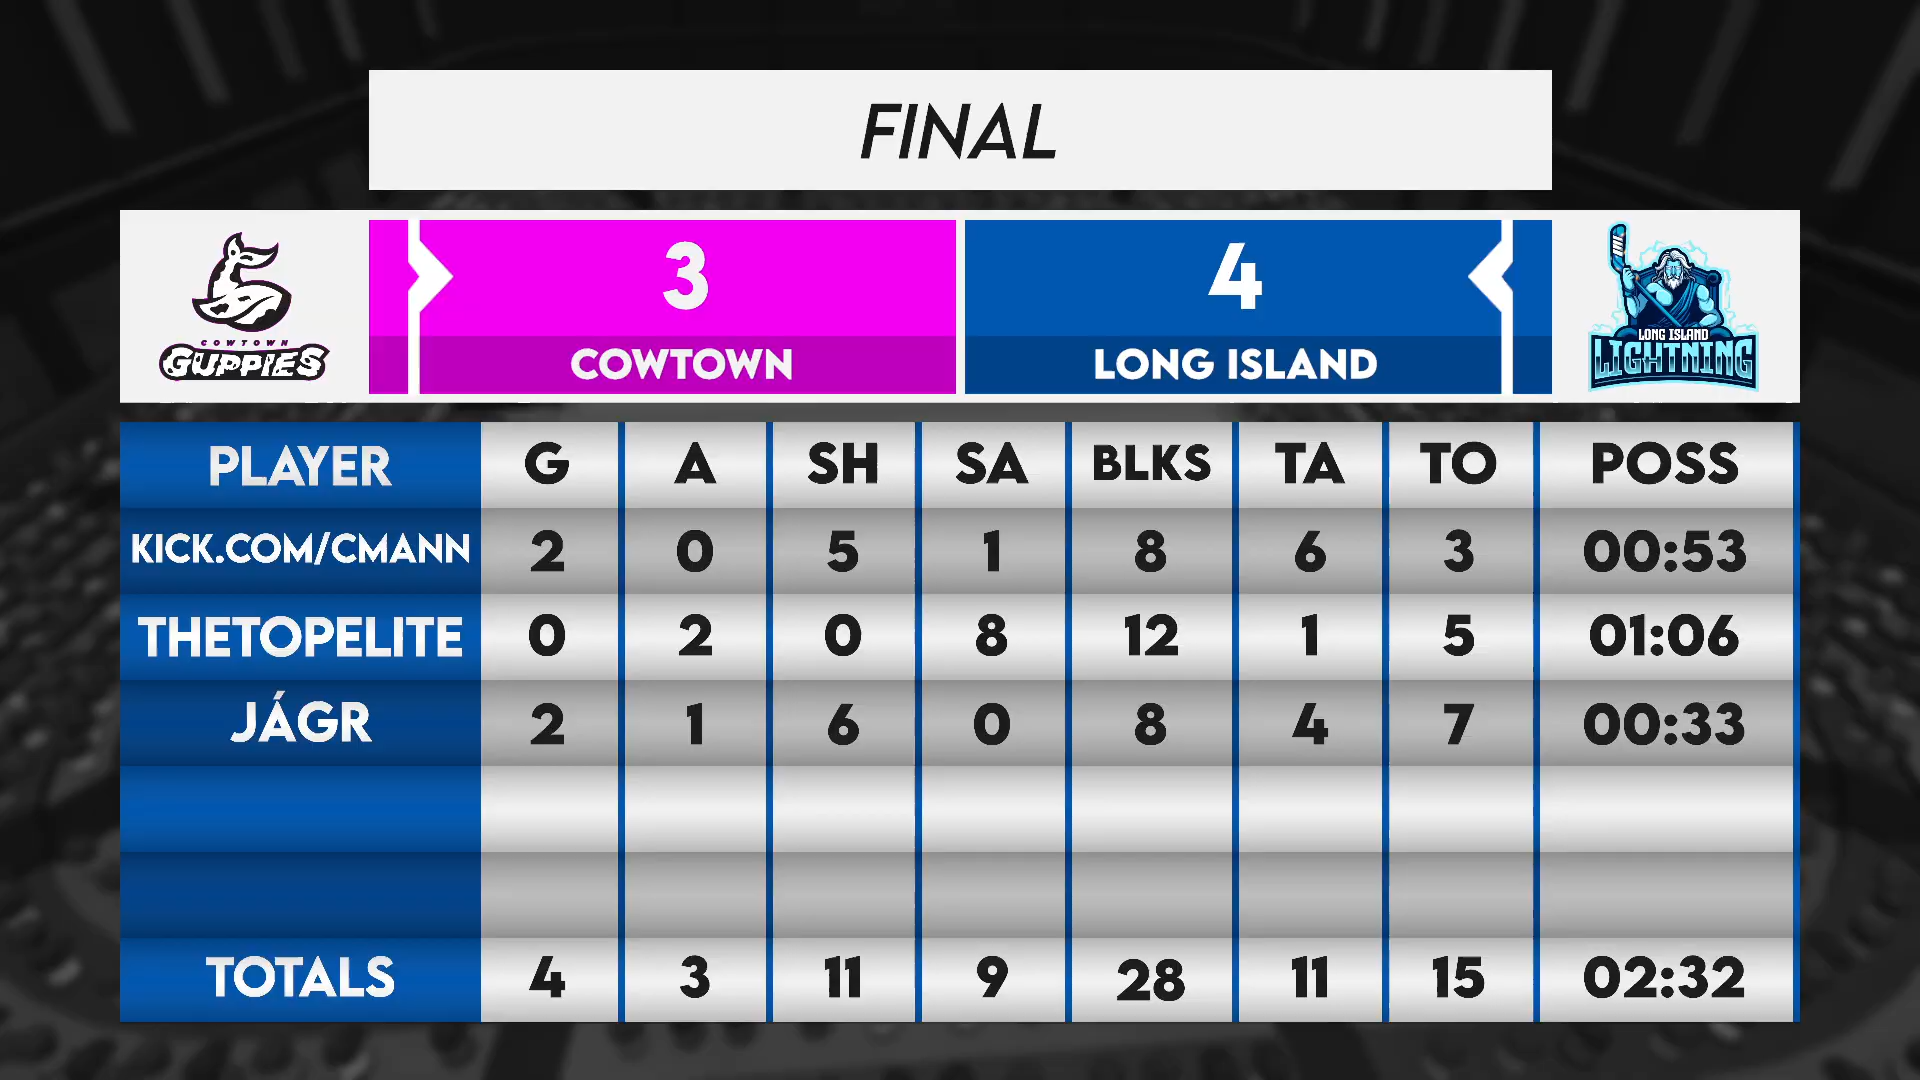 FINAL
3
4
COWTOWN
LONG ISLAND
COWTOWN
GUPPIES
LONG ISLAND
LIGHTNING
PLAYER G A SH SA BLKS TA TO POSS
KICK.COM/CMANN 2 0 5 1 8 6 3 00:53
THETOPELITE 0 2 0 8 12 1 5 01:06
JÁGR 2 1 6 0 8 4 7 00:33
TOTALS 4 3 11 9 28 11 15 02:32